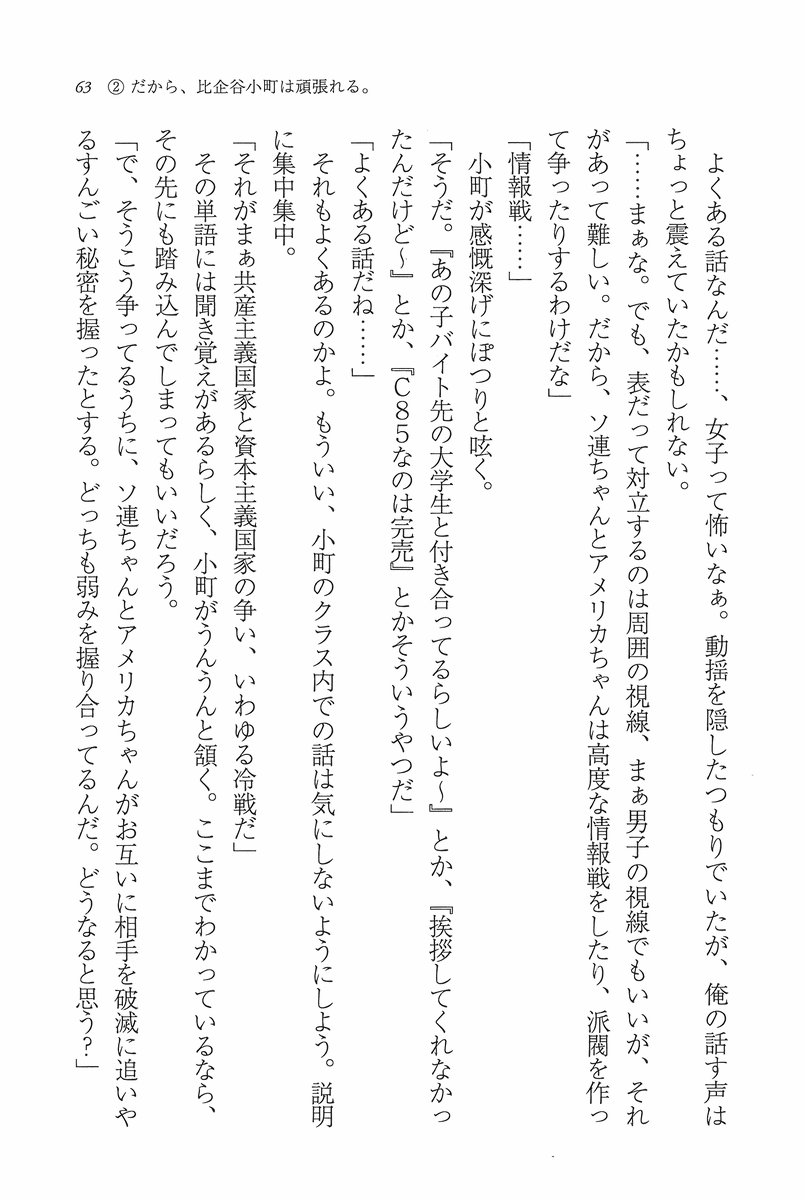 63　② だから、比企谷小町は頑張れる。
　よくある話なんだ……、女子って怖いなぁ。動揺を隠したつもりでいたが、俺の話す声は
ちょっと震えていたかもしれない。
「……まぁな。でも、表だって対立するのは周囲の視線、まぁ男子の視線でもいいが、それ
があって難しい。だから、ソ連ちゃんとアメリカちゃんは高度な情報戦をしたり、派閥を作っ
て争ったりするわけだな」
「情報戦……」
　小町が感慨深げにぽつりと呟く。
「そうだ。『あの子バイト先の大学生と付き合ってるらしいよ～』とか、『挨拶してくれなかっ
たんだけど～』とか、『C85なのは完売』とかそういうやつだ」
「よくある話だね……」
　それもよくあるのかよ。もういい、小町のクラス内での話は気にしないようにしよう。説明
に集中集中。
「それがまぁ共産主義国家と資本主義国家の争い、いわゆる冷戦だ」
　その単語には聞き覚えがあるらしく、小町がうんうんと頷く。ここまでわかっているなら、
その先にも踏み込んでしまってもいいだろう。
「で、そうこう争ってるうちに、ソ連ちゃんとアメリカちゃんがお互いに相手を破滅に追いや
るすんごい秘密を握ったとする。どっちも弱みを握り合ってるんだ。どうなると思う？」